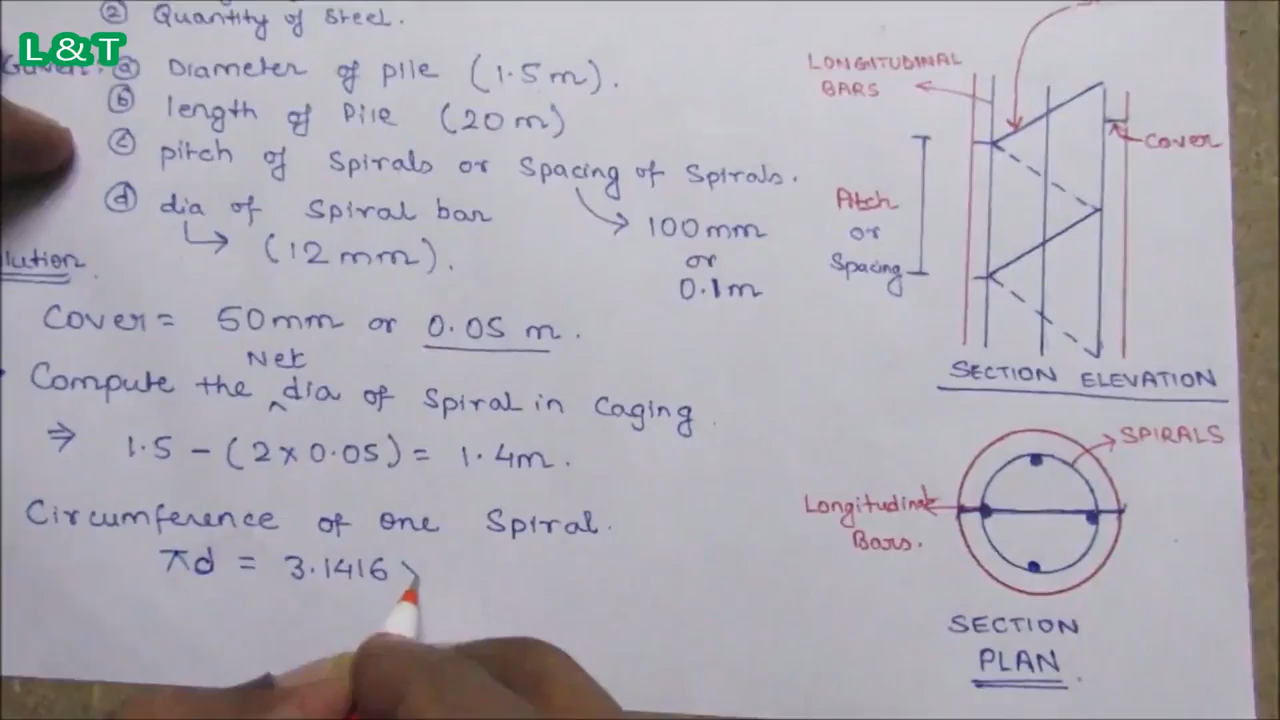 ② Quantity of Steel.
L & T
Given: ⓐ Diameter of pile (1.5m).
ⓑ length of Pile (20m)
ⓒ pitch of Spirals or Spacing of Spirals.
100mm
or
0.1m
ⓓ dia of Spiral bar
(12mm).
lution.
Cover = 50mm or 0.05 m.
Compute the Net dia of Spiral in Caging.
⇒ 1.5 - (2 x 0.05) = 1.4m.
Circumference of one Spiral.
πd = 3.1416
LONGITUDINAL
BARS
Cover
Pitch
or
Spacing
SECTION ELEVATION
SPIRALS
Longitudinal
Bars.
SECTION
PLAN